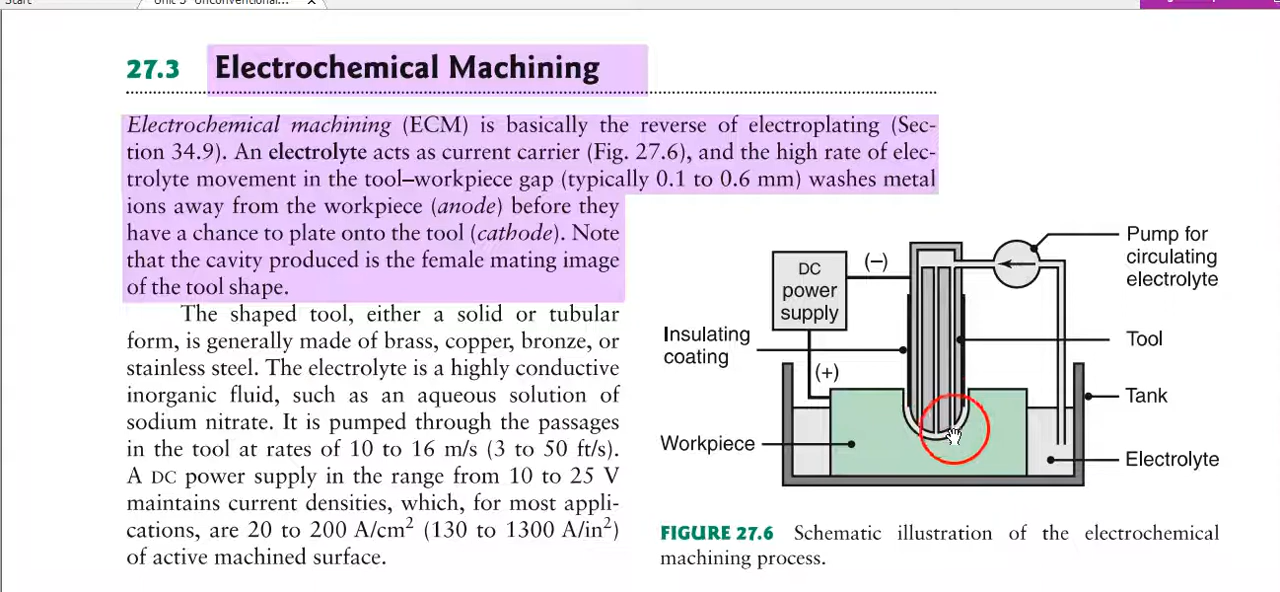 Start
Unit 3 -Unconventional...
27.3 Electrochemical Machining
Electrochemical machining (ECM) is basically the reverse of electroplating (Sec-
tion 34.9). An electrolyte acts as current carrier (Fig. 27.6), and the high rate of elec-
trolyte movement in the tool–workpiece gap (typically 0.1 to 0.6 mm) washes metal
ions away from the workpiece (anode) before they
have a chance to plate onto the tool (cathode). Note
that the cavity produced is the female mating image
of the tool shape.
The shaped tool, either a solid or tubular
form, is generally made of brass, copper, bronze, or
stainless steel. The electrolyte is a highly conductive
inorganic fluid, such as an aqueous solution of
sodium nitrate. It is pumped through the passages
in the tool at rates of 10 to 16 m/s (3 to 50 ft/s).
A DC power supply in the range from 10 to 25 V
maintains current densities, which, for most appli-
cations, are 20 to 200 A/cm² (130 to 1300 A/in²)
of active machined surface.
DC
power
supply
(−)
(+)
Pump for
circulating
electrolyte
Insulating
coating
Tool
Tank
Workpiece
Electrolyte
FIGURE 27.6 Schematic illustration of the electrochemical
machining process.